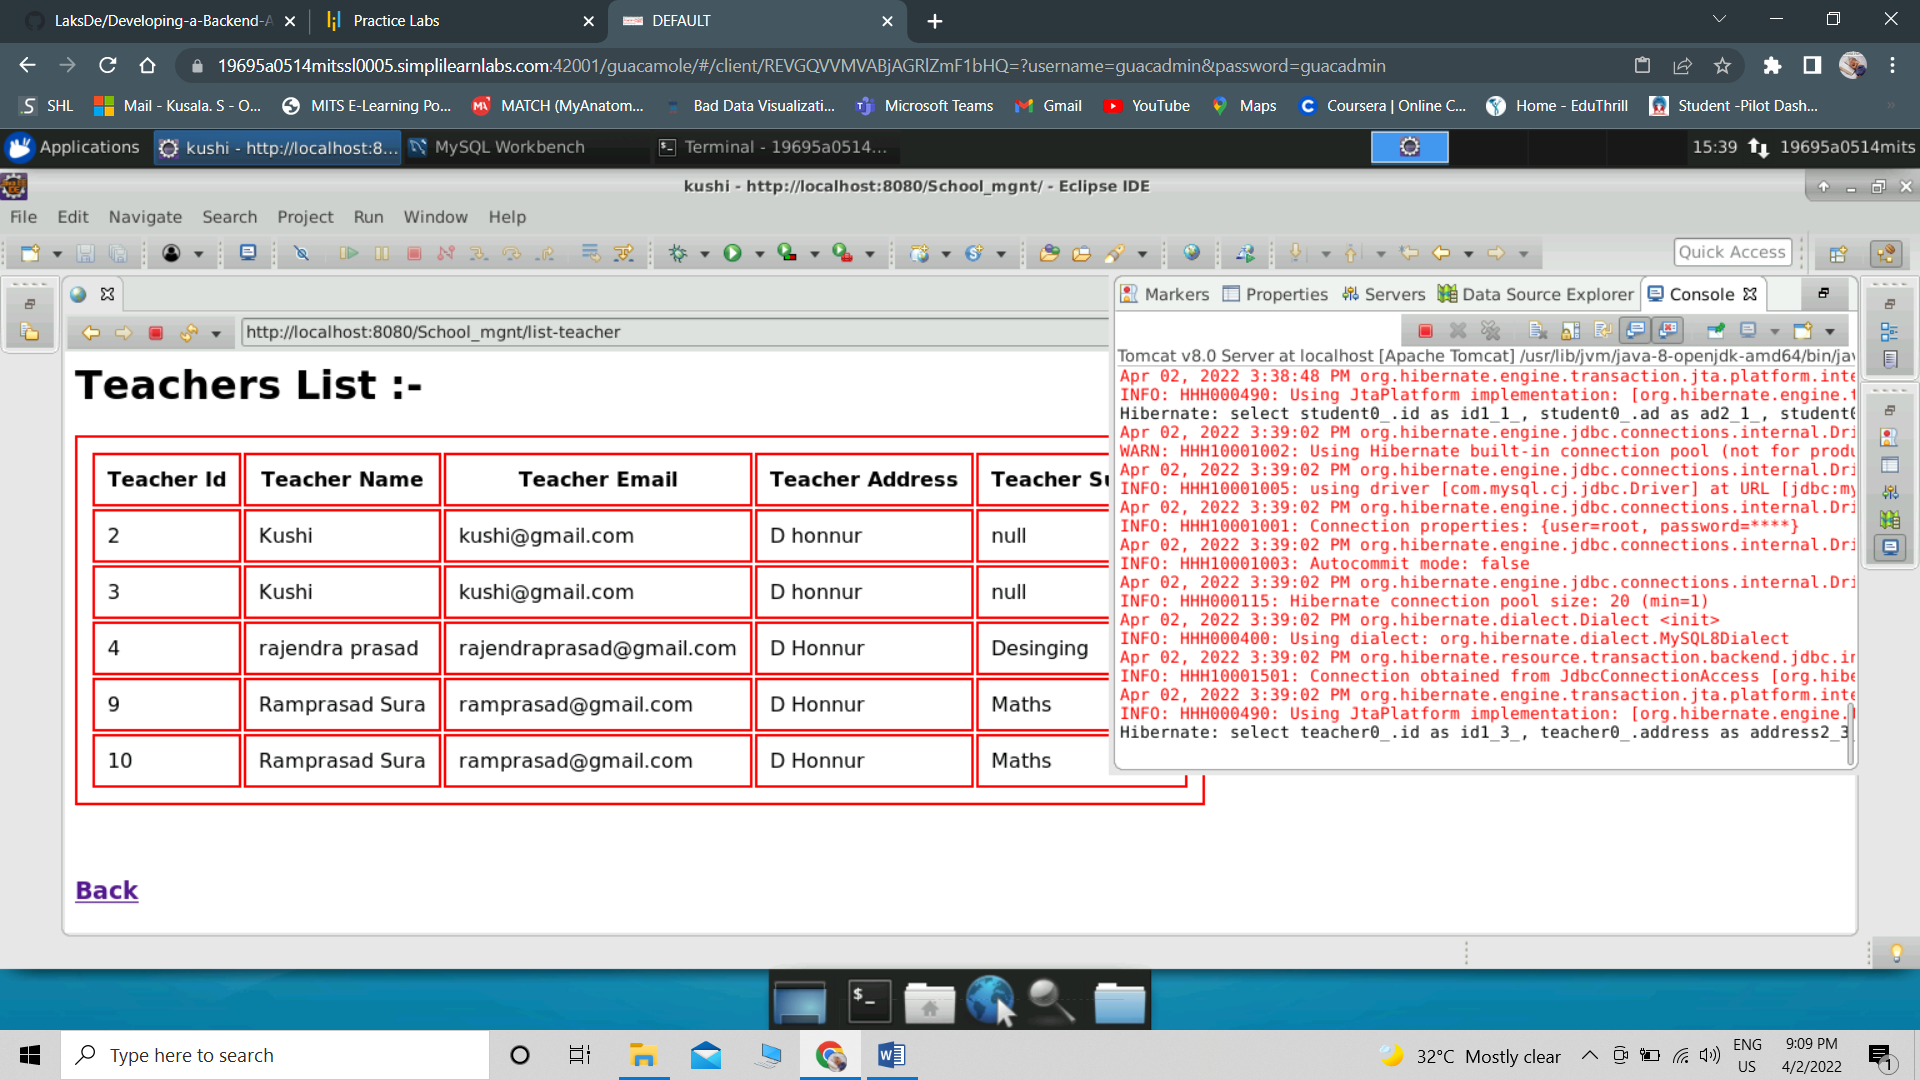 LaksDe/Developing-a-Backend-A
Practice Labs
DEFAULT
19695a0514mitssl0005.simplilearnlabs.com:42001/guacamole/#/client/REVGQVVMVABjAGRlZmF1bHQ=?username=guacadmin&password=guacadmin
SHL
Mail - Kusala. S - O...
MITS E-Learning Po...
MATCH (MyAnatom...
Bad Data Visualizati...
Microsoft Teams
Gmail
YouTube
Maps
Coursera | Online C...
Home - EduThrill
Student -Pilot Dash...
Applications
kushi - http://localhost:8...
MySQL Workbench
Terminal - 19695a0514...
15:39
19695a0514mits
kushi - http://localhost:8080/School_mgnt/ - Eclipse IDE
File Edit Navigate Search Project Run Window Help
Quick Access
http://localhost:8080/School_mgnt/list-teacher
Teachers List :-
Teacher Id Teacher Name Teacher Email Teacher Address Teacher Su
2 Kushi kushi@gmail.com D honnur null
3 Kushi kushi@gmail.com D honnur null
4 rajendra prasad rajendraprasad@gmail.com D Honnur Desinging
9 Ramprasad Sura ramprasad@gmail.com D Honnur Maths
10 Ramprasad Sura ramprasad@gmail.com D Honnur Maths
Back
Markers Properties Servers Data Source Explorer Console
Tomcat v8.0 Server at localhost [Apache Tomcat] /usr/lib/jvm/java-8-openjdk-amd64/bin/jav
Apr 02, 2022 3:38:48 PM org.hibernate.engine.transaction.jta.platform.inte
INFO: HHH000490: Using JtaPlatform implementation: [org.hibernate.engine.t
Hibernate: select student0_.id as id1_1_, student0_.ad as ad2_1_, student0
Apr 02, 2022 3:39:02 PM org.hibernate.engine.jdbc.connections.internal.Dri
WARN: HHH10001002: Using Hibernate built-in connection pool (not for produ
Apr 02, 2022 3:39:02 PM org.hibernate.engine.jdbc.connections.internal.Dri
INFO: HHH10001005: using driver [com.mysql.cj.jdbc.Driver] at URL [jdbc:my
Apr 02, 2022 3:39:02 PM org.hibernate.engine.jdbc.connections.internal.Dri
INFO: HHH10001001: Connection properties: {user=root, password=****}
Apr 02, 2022 3:39:02 PM org.hibernate.engine.jdbc.connections.internal.Dri
INFO: HHH10001003: Autocommit mode: false
Apr 02, 2022 3:39:02 PM org.hibernate.engine.jdbc.connections.internal.Dri
INFO: HHH000115: Hibernate connection pool size: 20 (min=1)
Apr 02, 2022 3:39:02 PM org.hibernate.dialect.Dialect <init>
INFO: HHH000400: Using dialect: org.hibernate.dialect.MySQL8Dialect
Apr 02, 2022 3:39:02 PM org.hibernate.resource.transaction.backend.jdbc.in
INFO: HHH10001501: Connection obtained from JdbcConnectionAccess [org.hibe
Apr 02, 2022 3:39:02 PM org.hibernate.engine.transaction.jta.platform.inte
INFO: HHH000490: Using JtaPlatform implementation: [org.hibernate.engine.
Hibernate: select teacher0_.id as id1_3_, teacher0_.address as address2_3
Type here to search
32°C Mostly clear
ENG
US
9:09 PM
4/2/2022
1